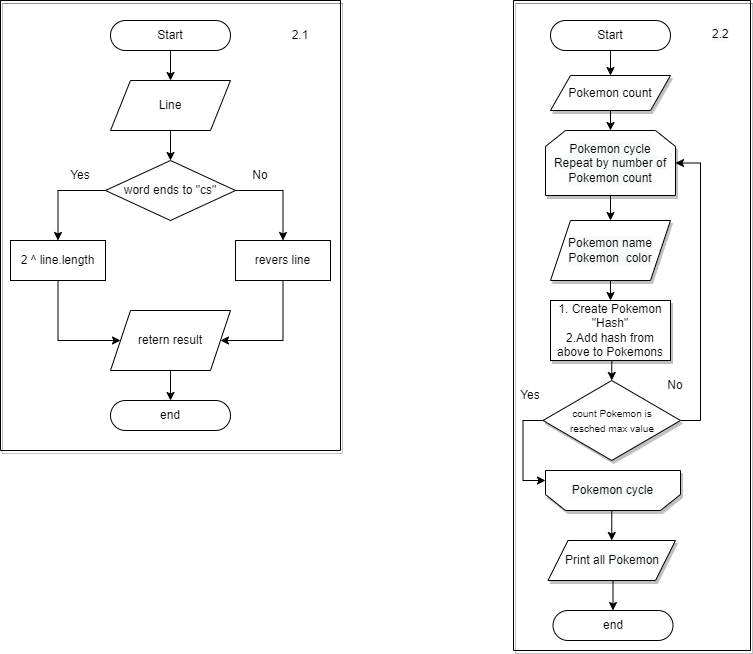 2.1
Start
Line
word ends to "cs"
Yes
No
2 ^ line.length
revers line
retern result
end
2.2
Start
Pokemon count
Pokemon cycle
Repeat by number of
Pokemon count
Pokemon name
Pokemon color
1. Create Pokemon
"Hash"
2.Add hash from
above to Pokemons
Yes
No
count Pokemon is
resched max value
Pokemon cycle
Print all Pokemon
end